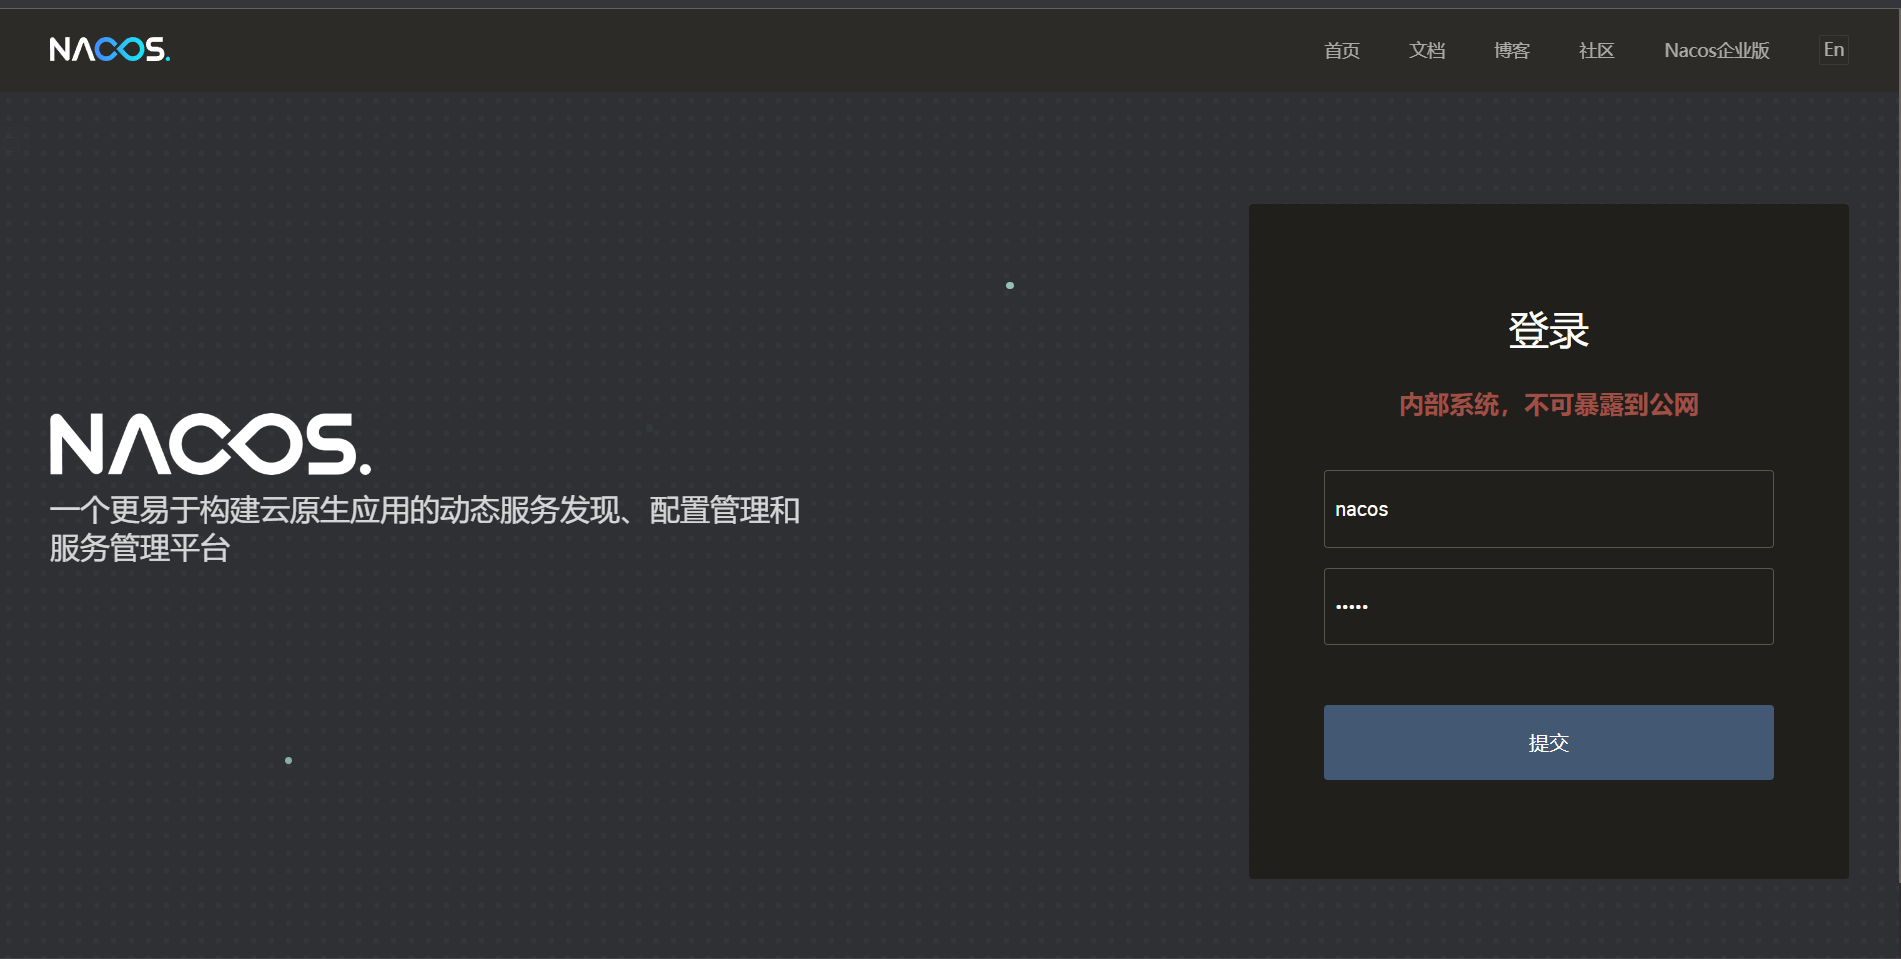 NACOS.
首页 文档 博客 社区 Nacos企业版 En
登录
内部系统，不可暴露到公网
nacos
•••••
提交
NACOS.
一个更易于构建云原生应用的动态服务发现、配置管理和
服务管理平台